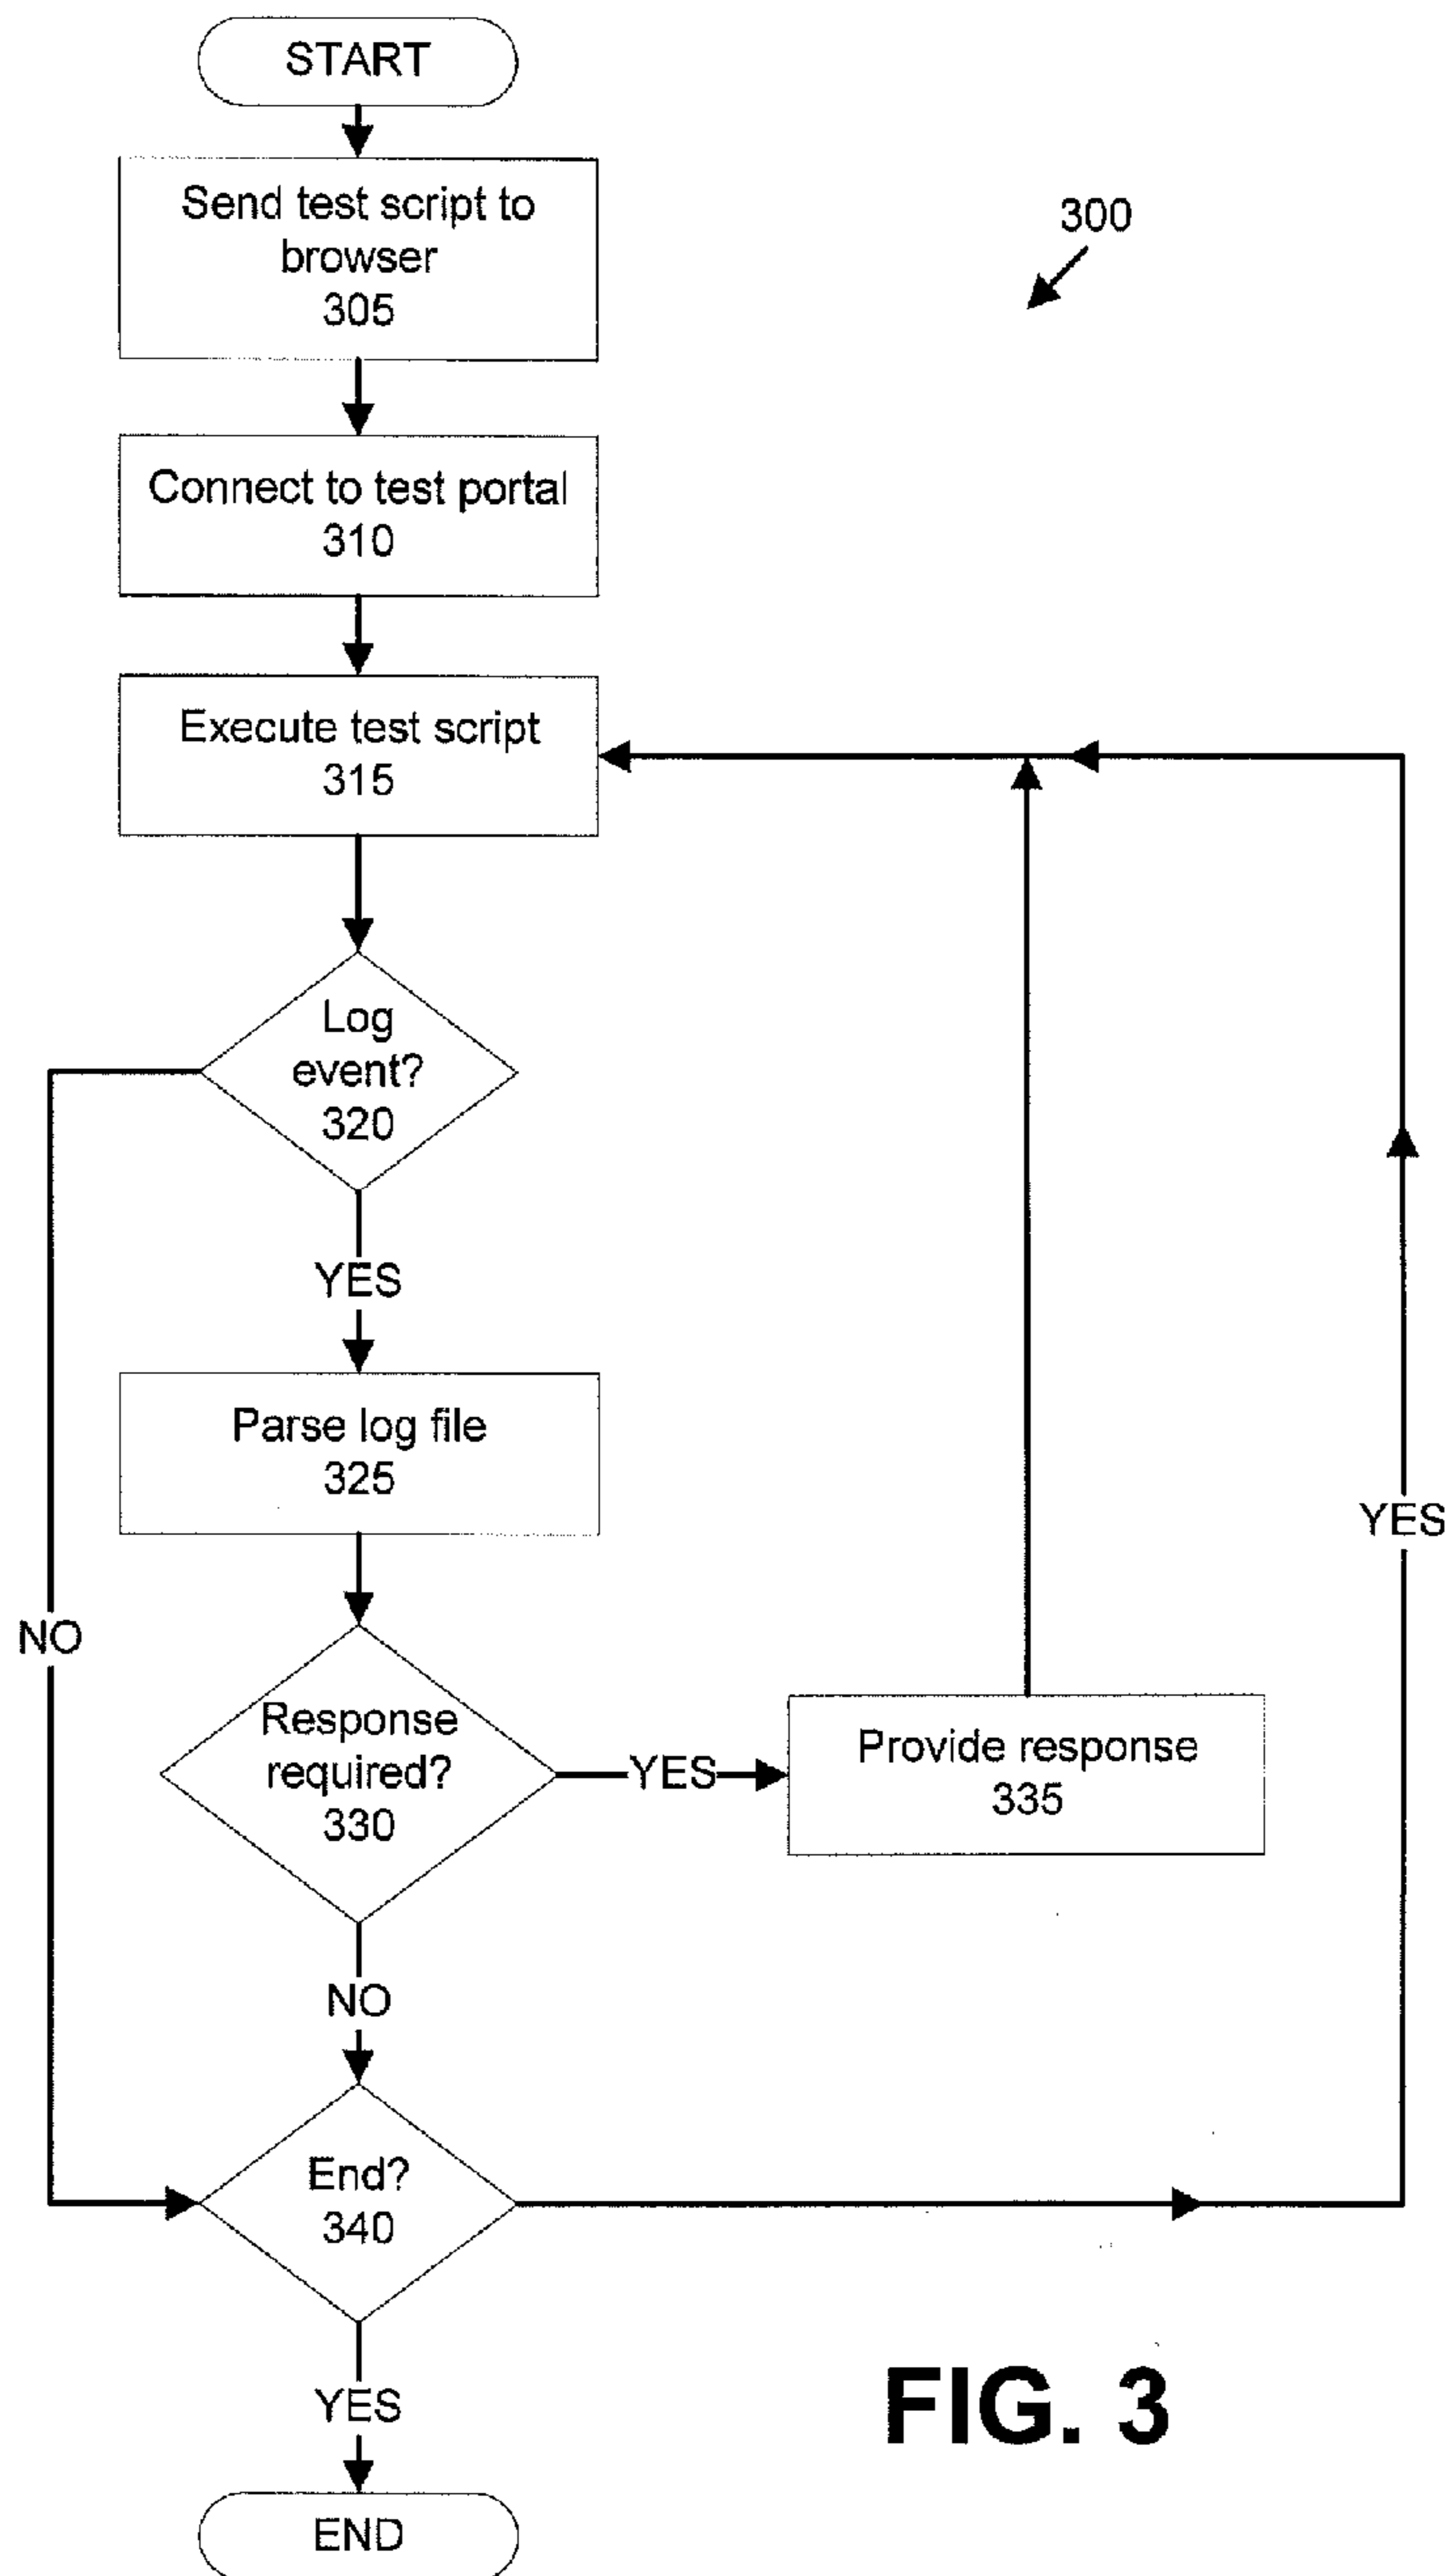 START
Send test script to
browser
305
300
Connect to test portal
310
Execute test script
315
Log
event?
320
YES
Parse log file
325
YES
NO
Response
required?
330
YES
Provide response
335
NO
End?
340
YES
FIG. 3
END